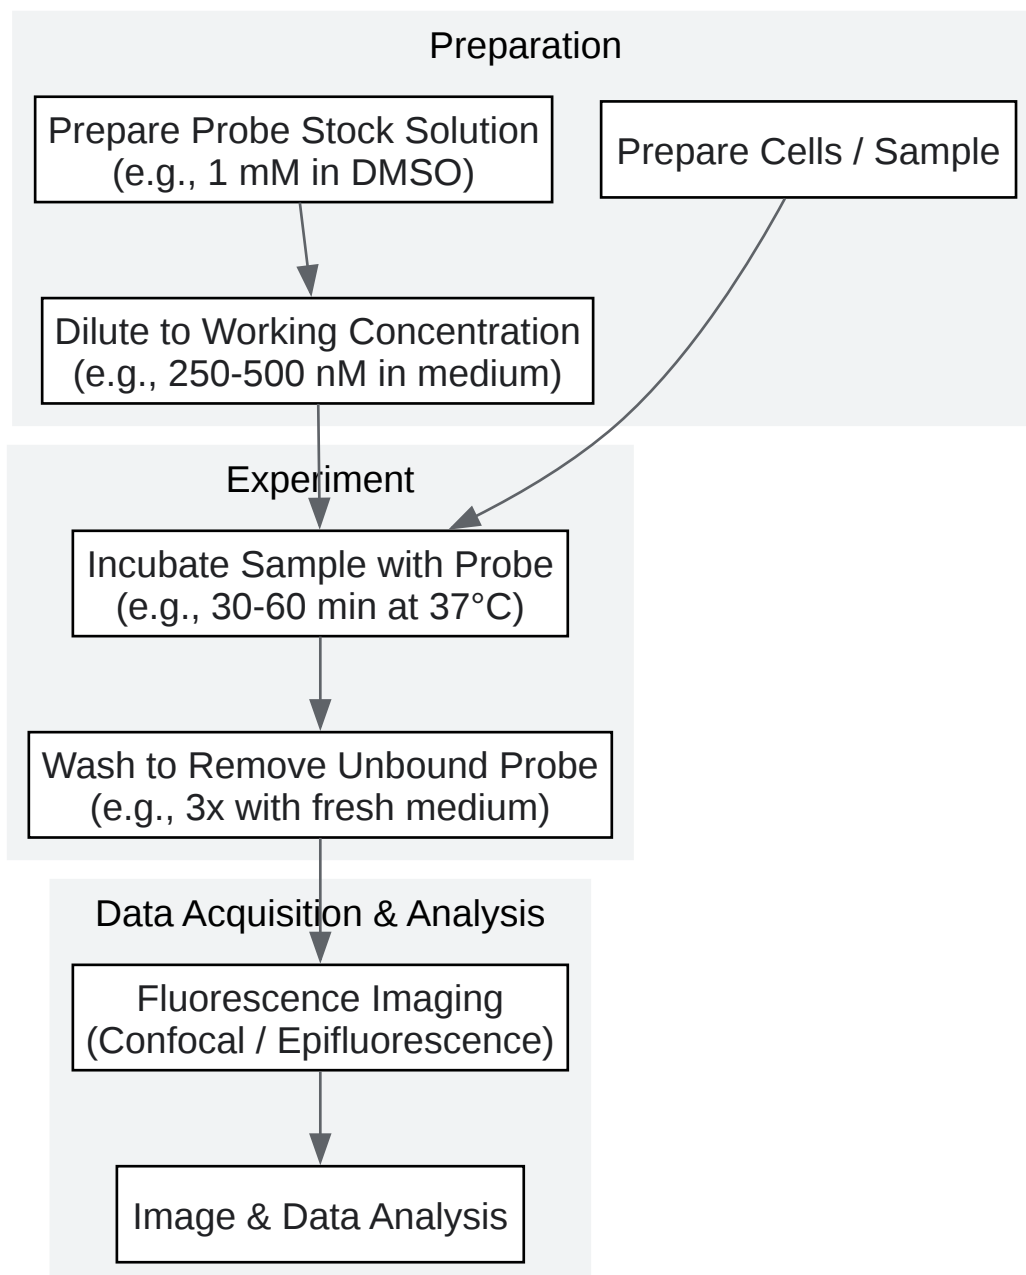 Preparation
Prepare Probe Stock Solution
(e.g., 1 mM in DMSO)
Prepare Cells / Sample
Dilute to Working Concentration
(e.g., 250-500 nM in medium)
Experiment
Incubate Sample with Probe
(e.g., 30-60 min at 37°C)
Wash to Remove Unbound Probe
(e.g., 3x with fresh medium)
Data Acquisition & Analysis
Fluorescence Imaging
(Confocal / Epifluorescence)
Image & Data Analysis